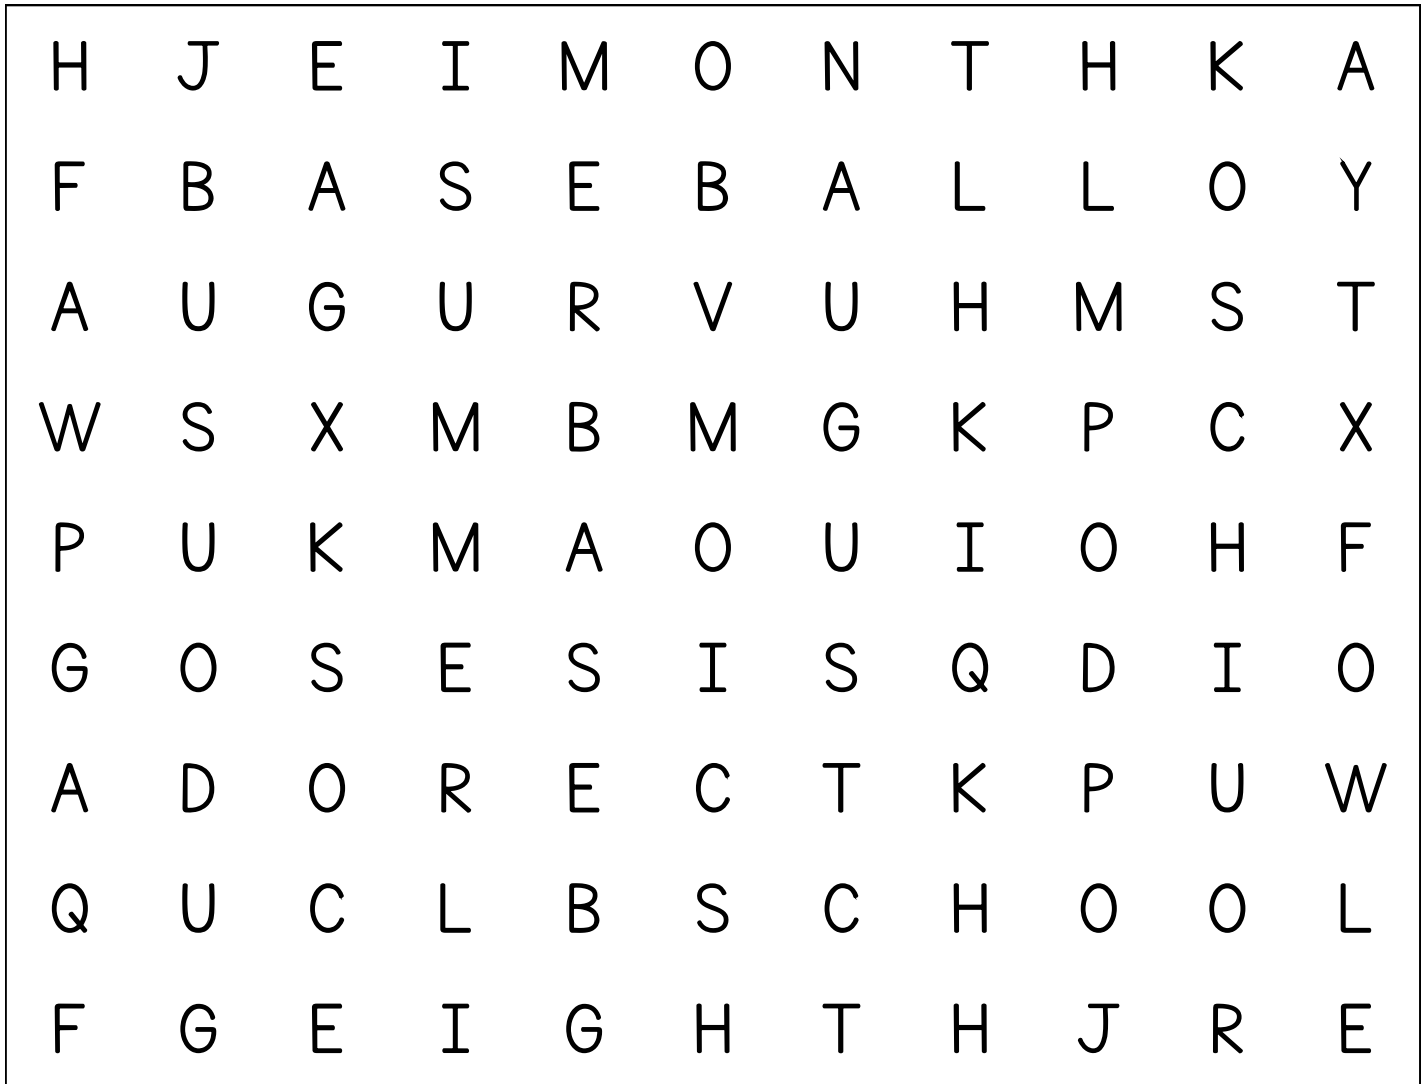 H J E I M O N T H K A
F B A S E B A L L O Y
A U G U R V U H M S T
W S X M B M G K P C X
P U K M A O U I O H F
G O S E S I S Q D I O
A D O R E C T K P U W
Q U C L B S C H O O L
F G E I G H T H J R E